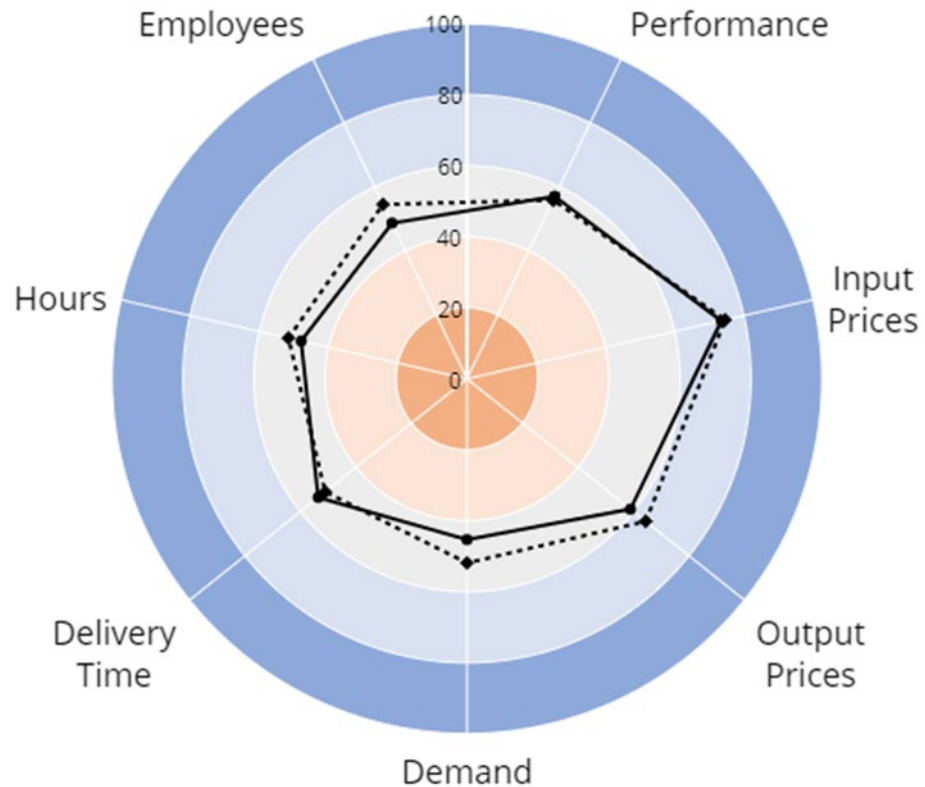 Employees
100
Performance
80
60
40
20
0
Hours
Input
Prices
Delivery
Time
Output
Prices
Demand